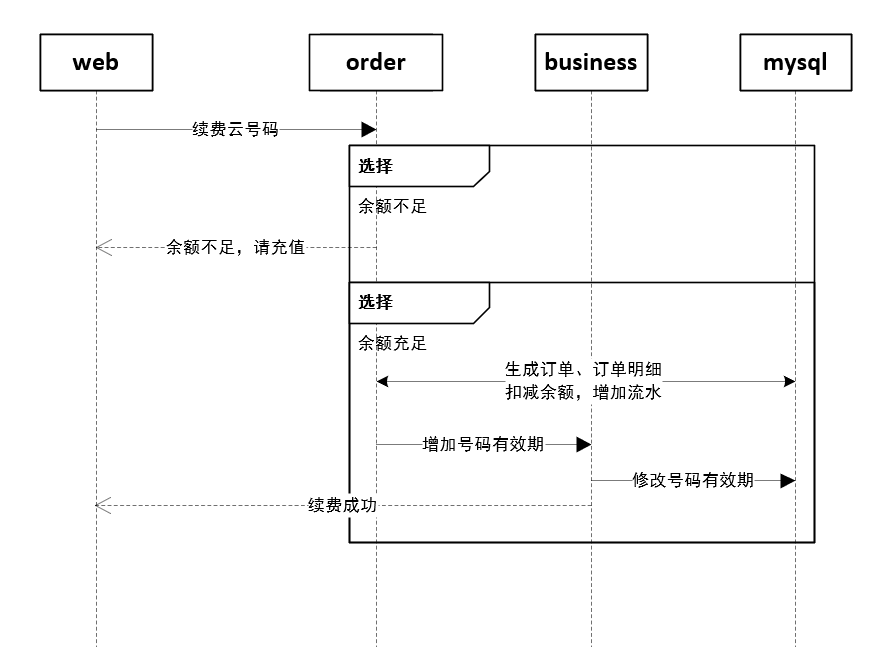 web
order
business
mysql
续费云号码
选择
余额不足
余额不足，请充值
选择
余额充足
生成订单、订单明细
扣减余额，增加流水
增加号码有效期
修改号码有效期
续费成功